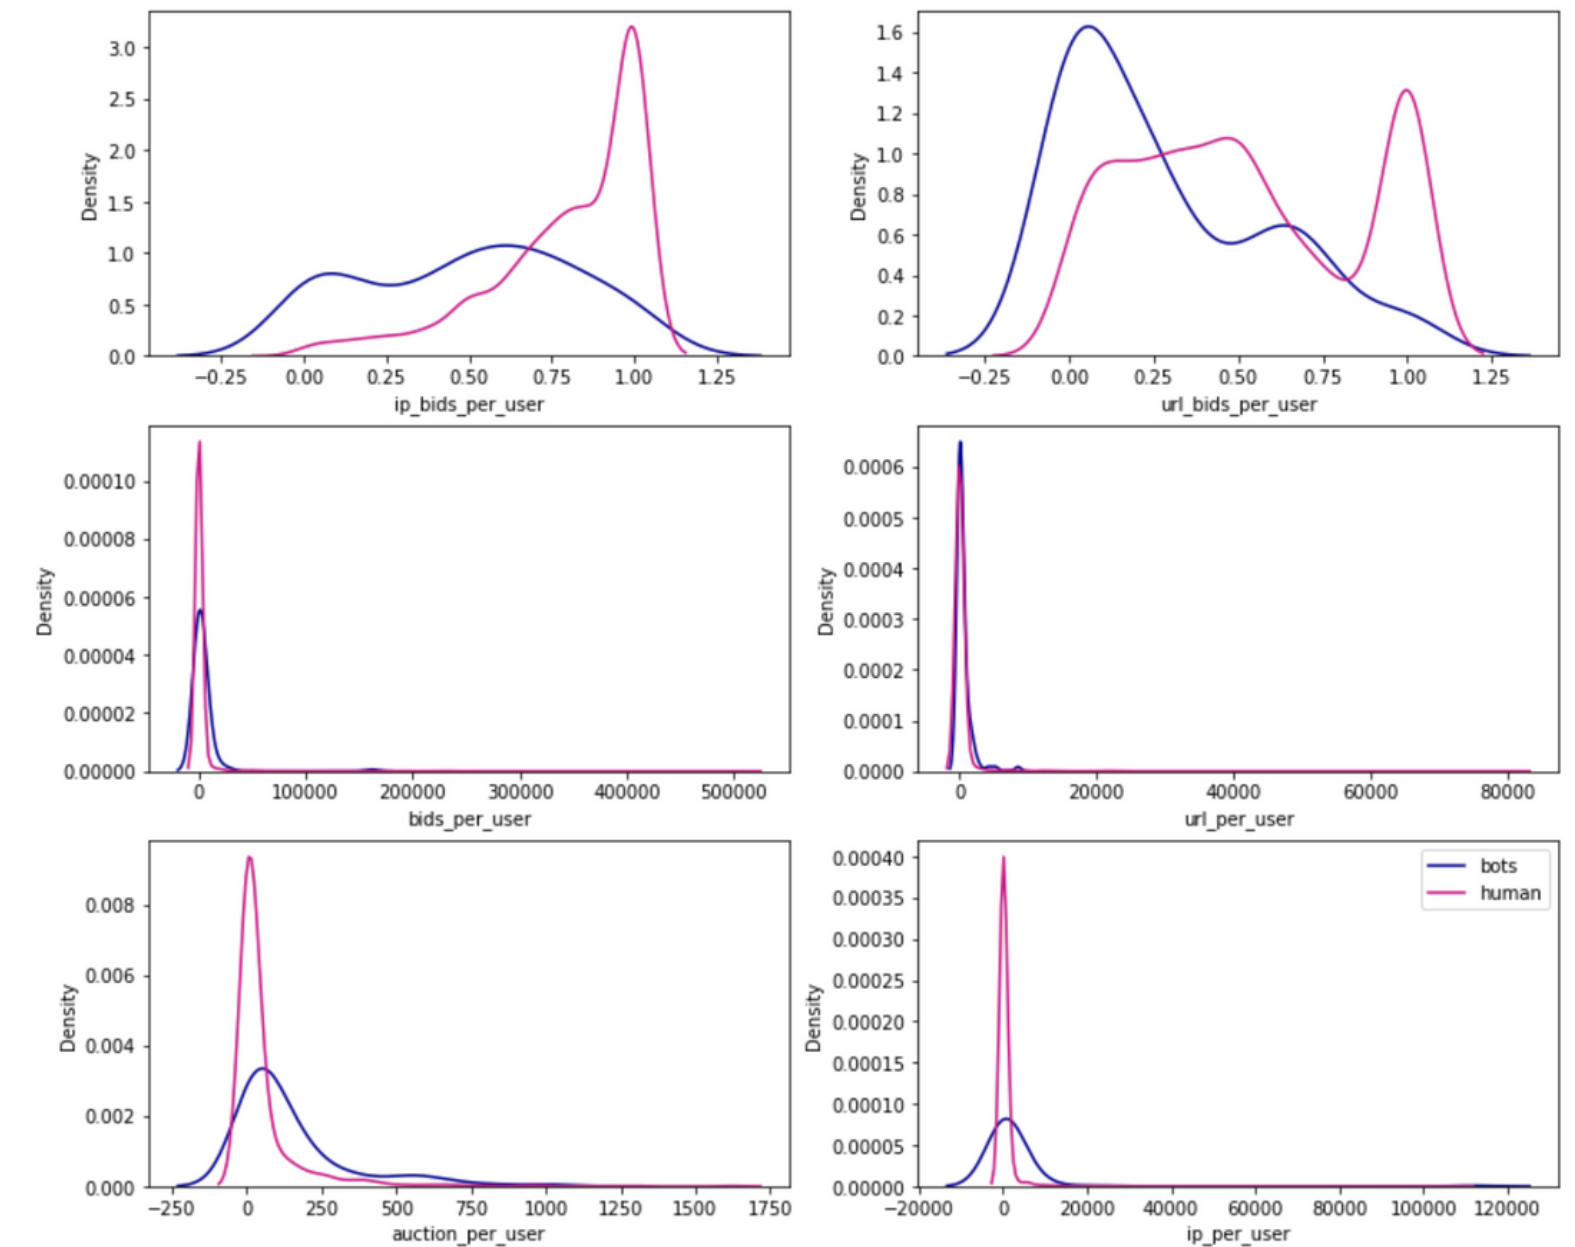 3.0
2.5
2.0
1.5
1.0
0.5
0.0
Density
−0.25 0.00 0.25 0.50 0.75 1.00 1.25
ip_bids_per_user
1.6
1.4
1.2
1.0
0.8
0.6
0.4
0.2
0.0
Density
−0.25 0.00 0.25 0.50 0.75 1.00 1.25
url_bids_per_user
0.00010
0.00008
0.00006
0.00004
0.00002
0.00000
Density
0 100000 200000 300000 400000 500000
bids_per_user
0.0006
0.0005
0.0004
0.0003
0.0002
0.0001
0.0000
Density
0 20000 40000 60000 80000
url_per_user
0.008
0.006
0.004
0.002
0.000
Density
−250 0 250 500 750 1000 1250 1500 1750
auction_per_user
0.00040
0.00035
0.00030
0.00025
0.00020
0.00015
0.00010
0.00005
0.00000
Density
bots
human
−20000 0 20000 40000 60000 80000 100000 120000
ip_per_user